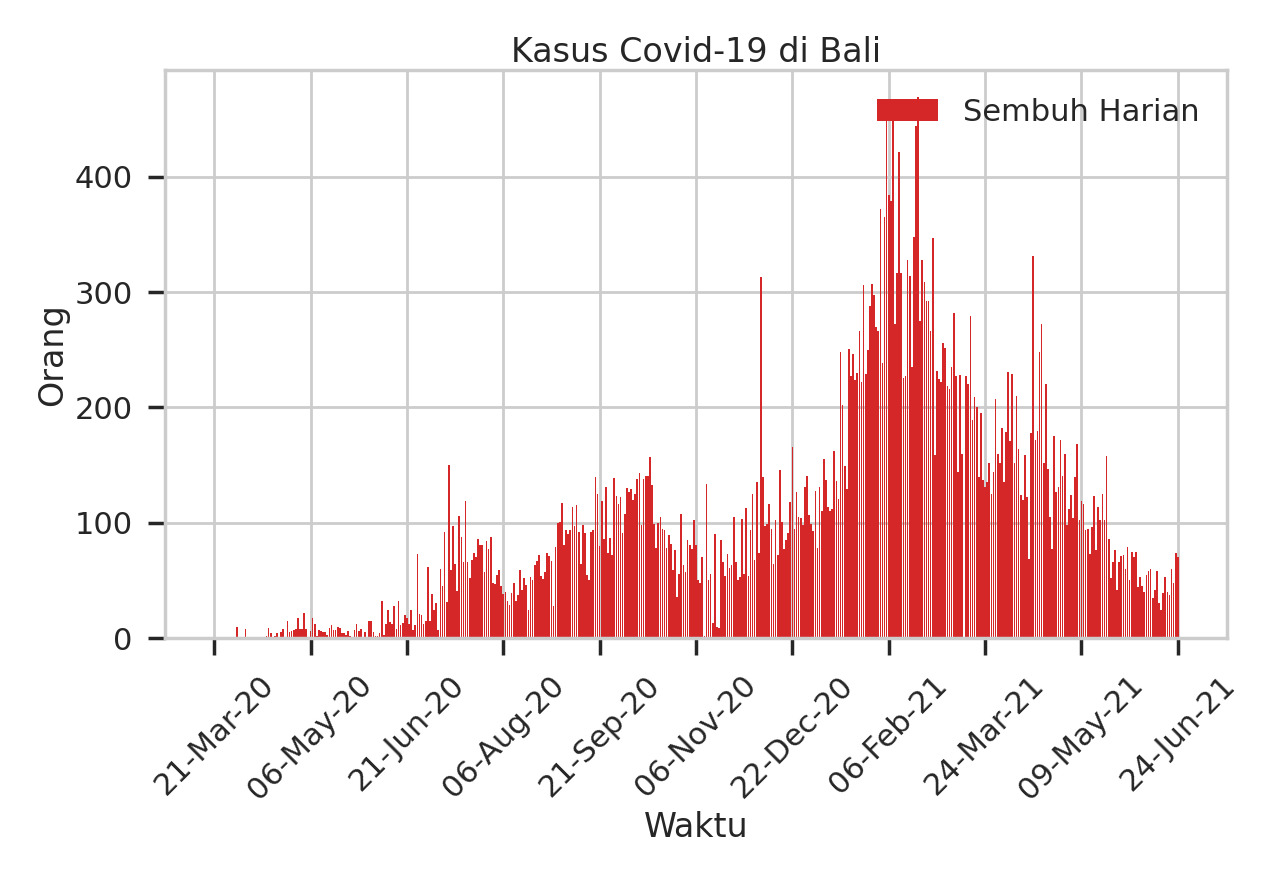 Kasus Covid-19 di Bali
Sembuh Harian
Orang
400
300
200
100
0
21-Mar-20
06-May-20
21-Jun-20
06-Aug-20
21-Sep-20
06-Nov-20
22-Dec-20
06-Feb-21
24-Mar-21
09-May-21
24-Jun-21
Waktu